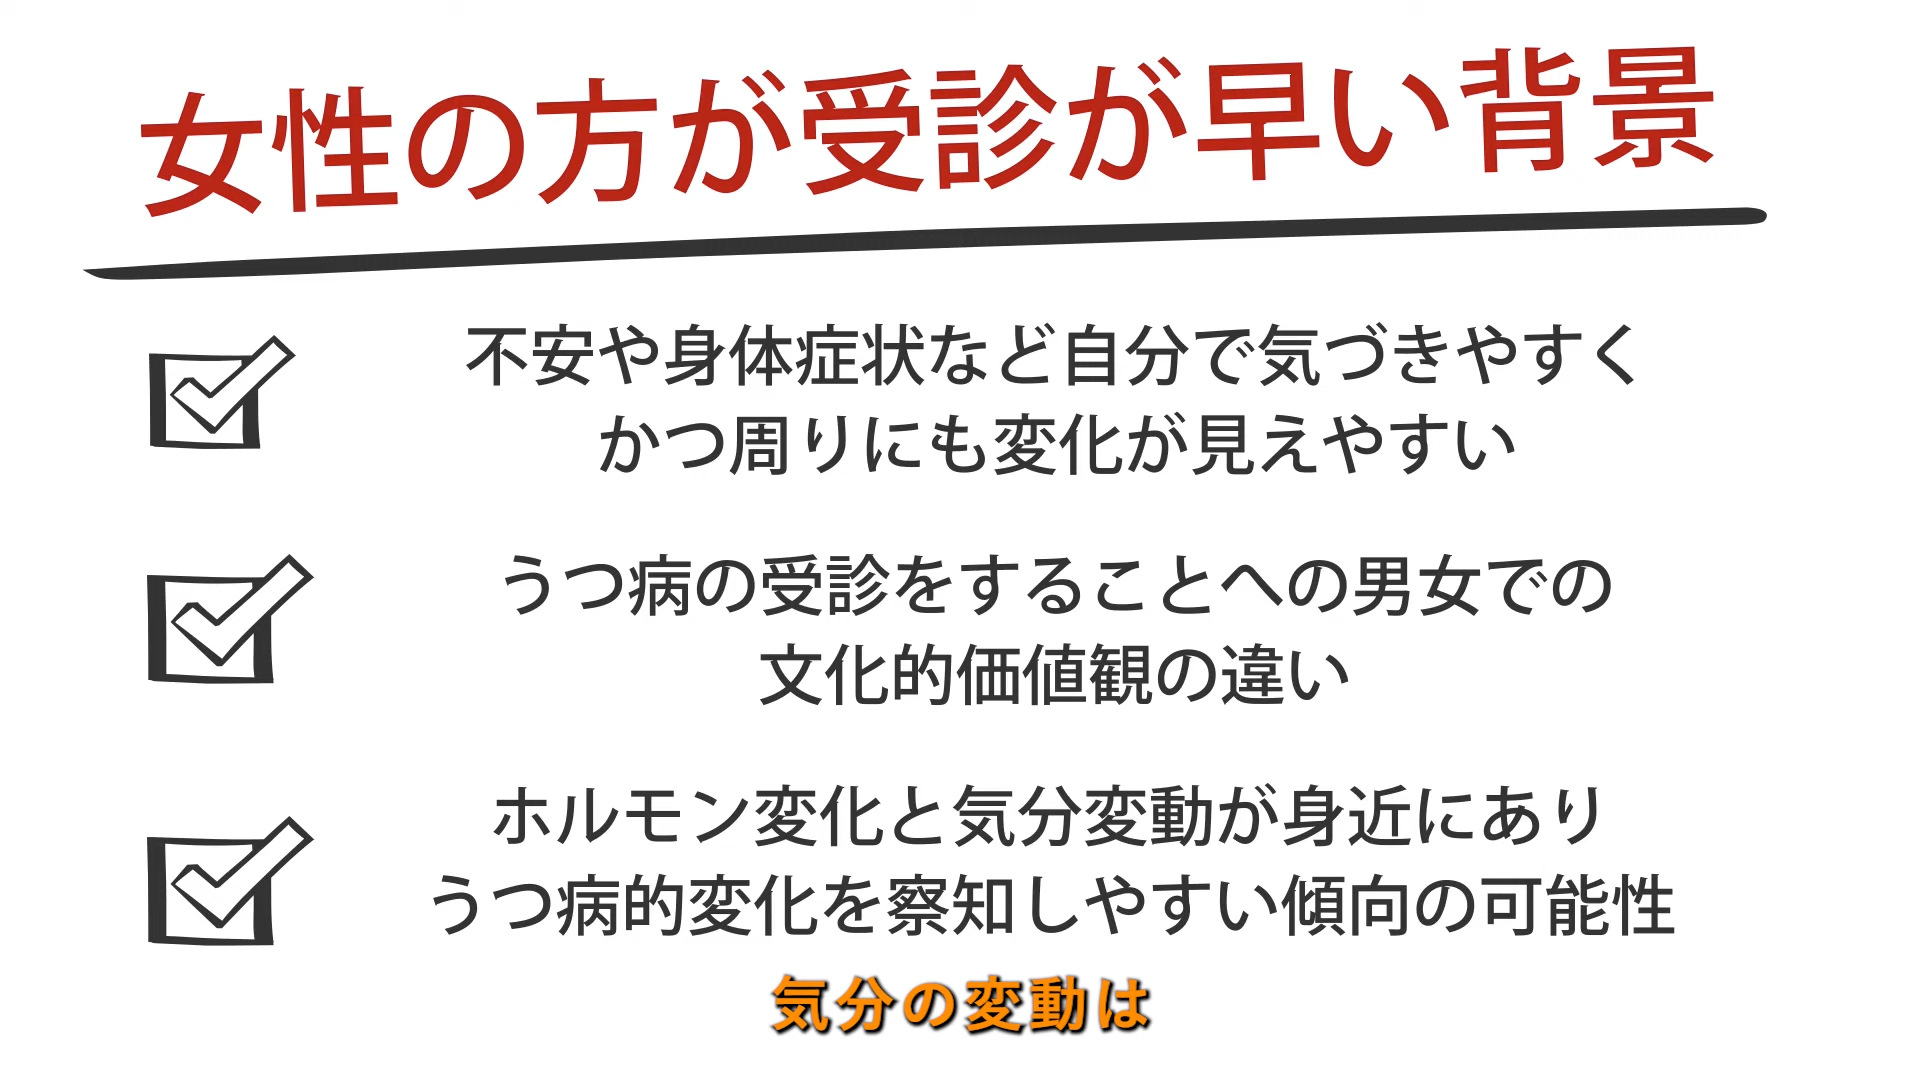 女性の方が受診が早い背景
不安や身体症状など自分で気づきやすく
かつ周りにも変化が見えやすい
うつ病の受診をすることへの男女での
文化的価値観の違い
ホルモン変化と気分変動が身近にあり
うつ病的変化を察知しやすい傾向の可能性
気分の変動は